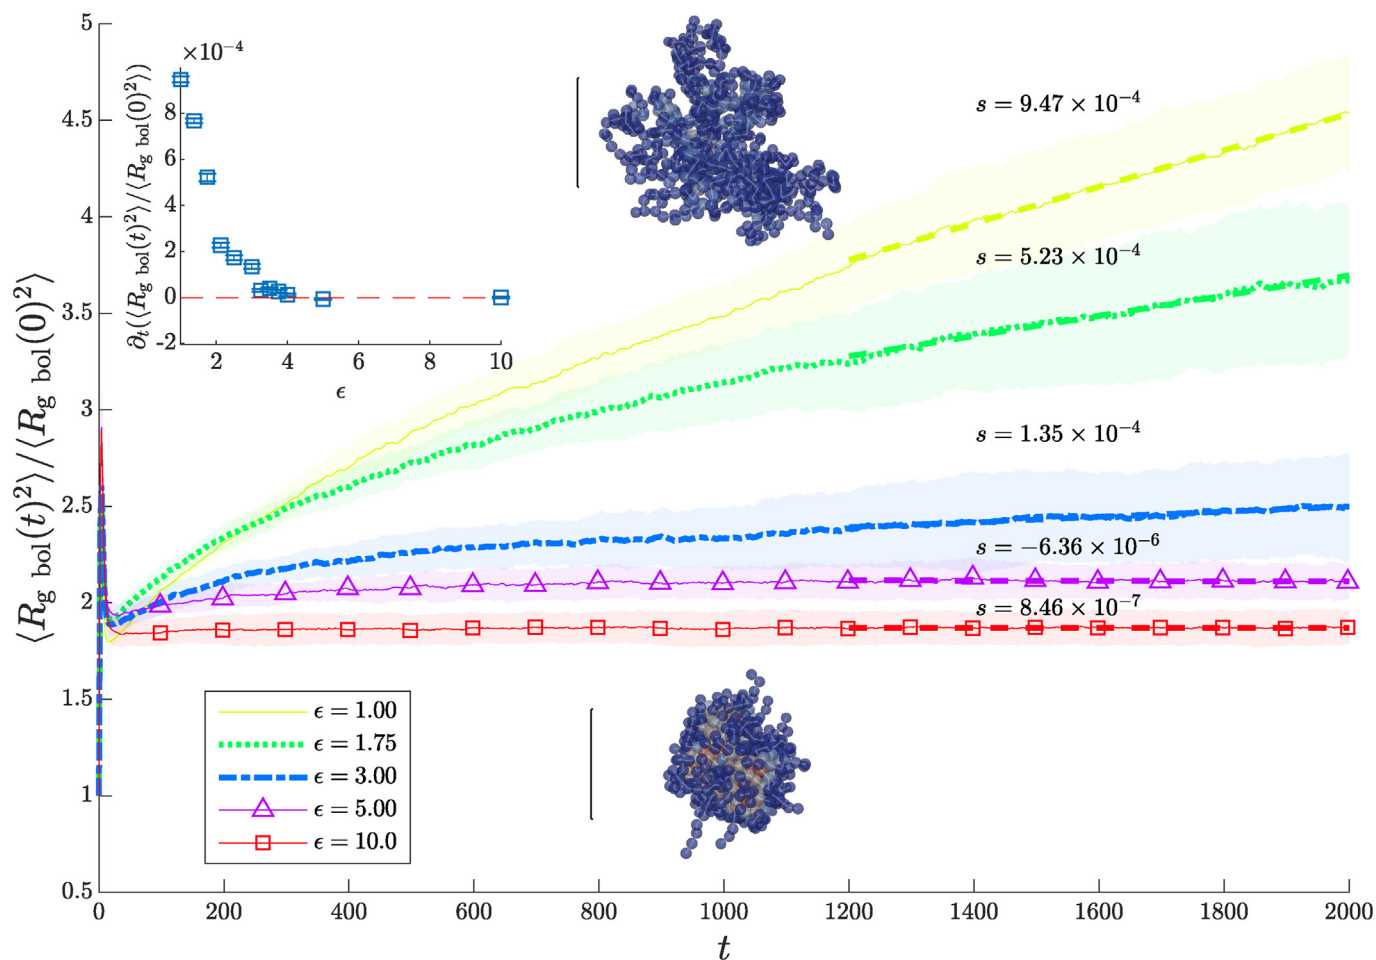 5
4.5
4
3.5
3
2.5
2
1.5
1
0.5
⟨R_g bol(t)²⟩/⟨R_g bol(0)²⟩
0 200 400 600 800 1000 1200 1400 1600 1800 2000
t
×10⁻⁴
8
6
4
2
0
-2
∂_t(⟨R_g bol(t)²⟩/⟨R_g bol(0)²⟩)
2 4 6 8 10
ϵ
s = 9.47 × 10⁻⁴
s = 5.23 × 10⁻⁴
s = 1.35 × 10⁻⁴
s = −6.36 × 10⁻⁶
s = 8.46 × 10⁻⁷
ϵ = 1.00
ϵ = 1.75
ϵ = 3.00
ϵ = 5.00
ϵ = 10.0